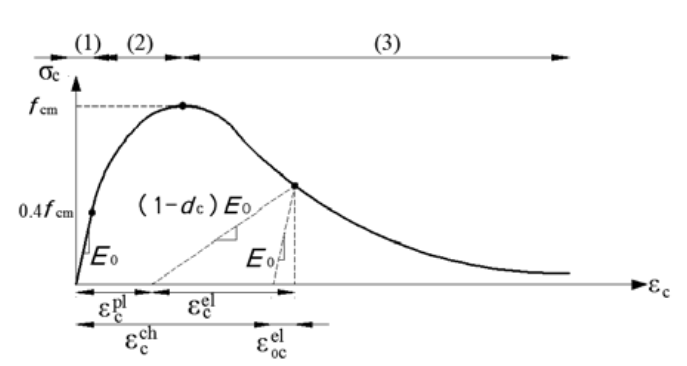 (1) (2) (3)
σc
fcm
0.4fcm
(1-dc)E0
E0
E0
εc
εcpl εcel
εcch ε0cel